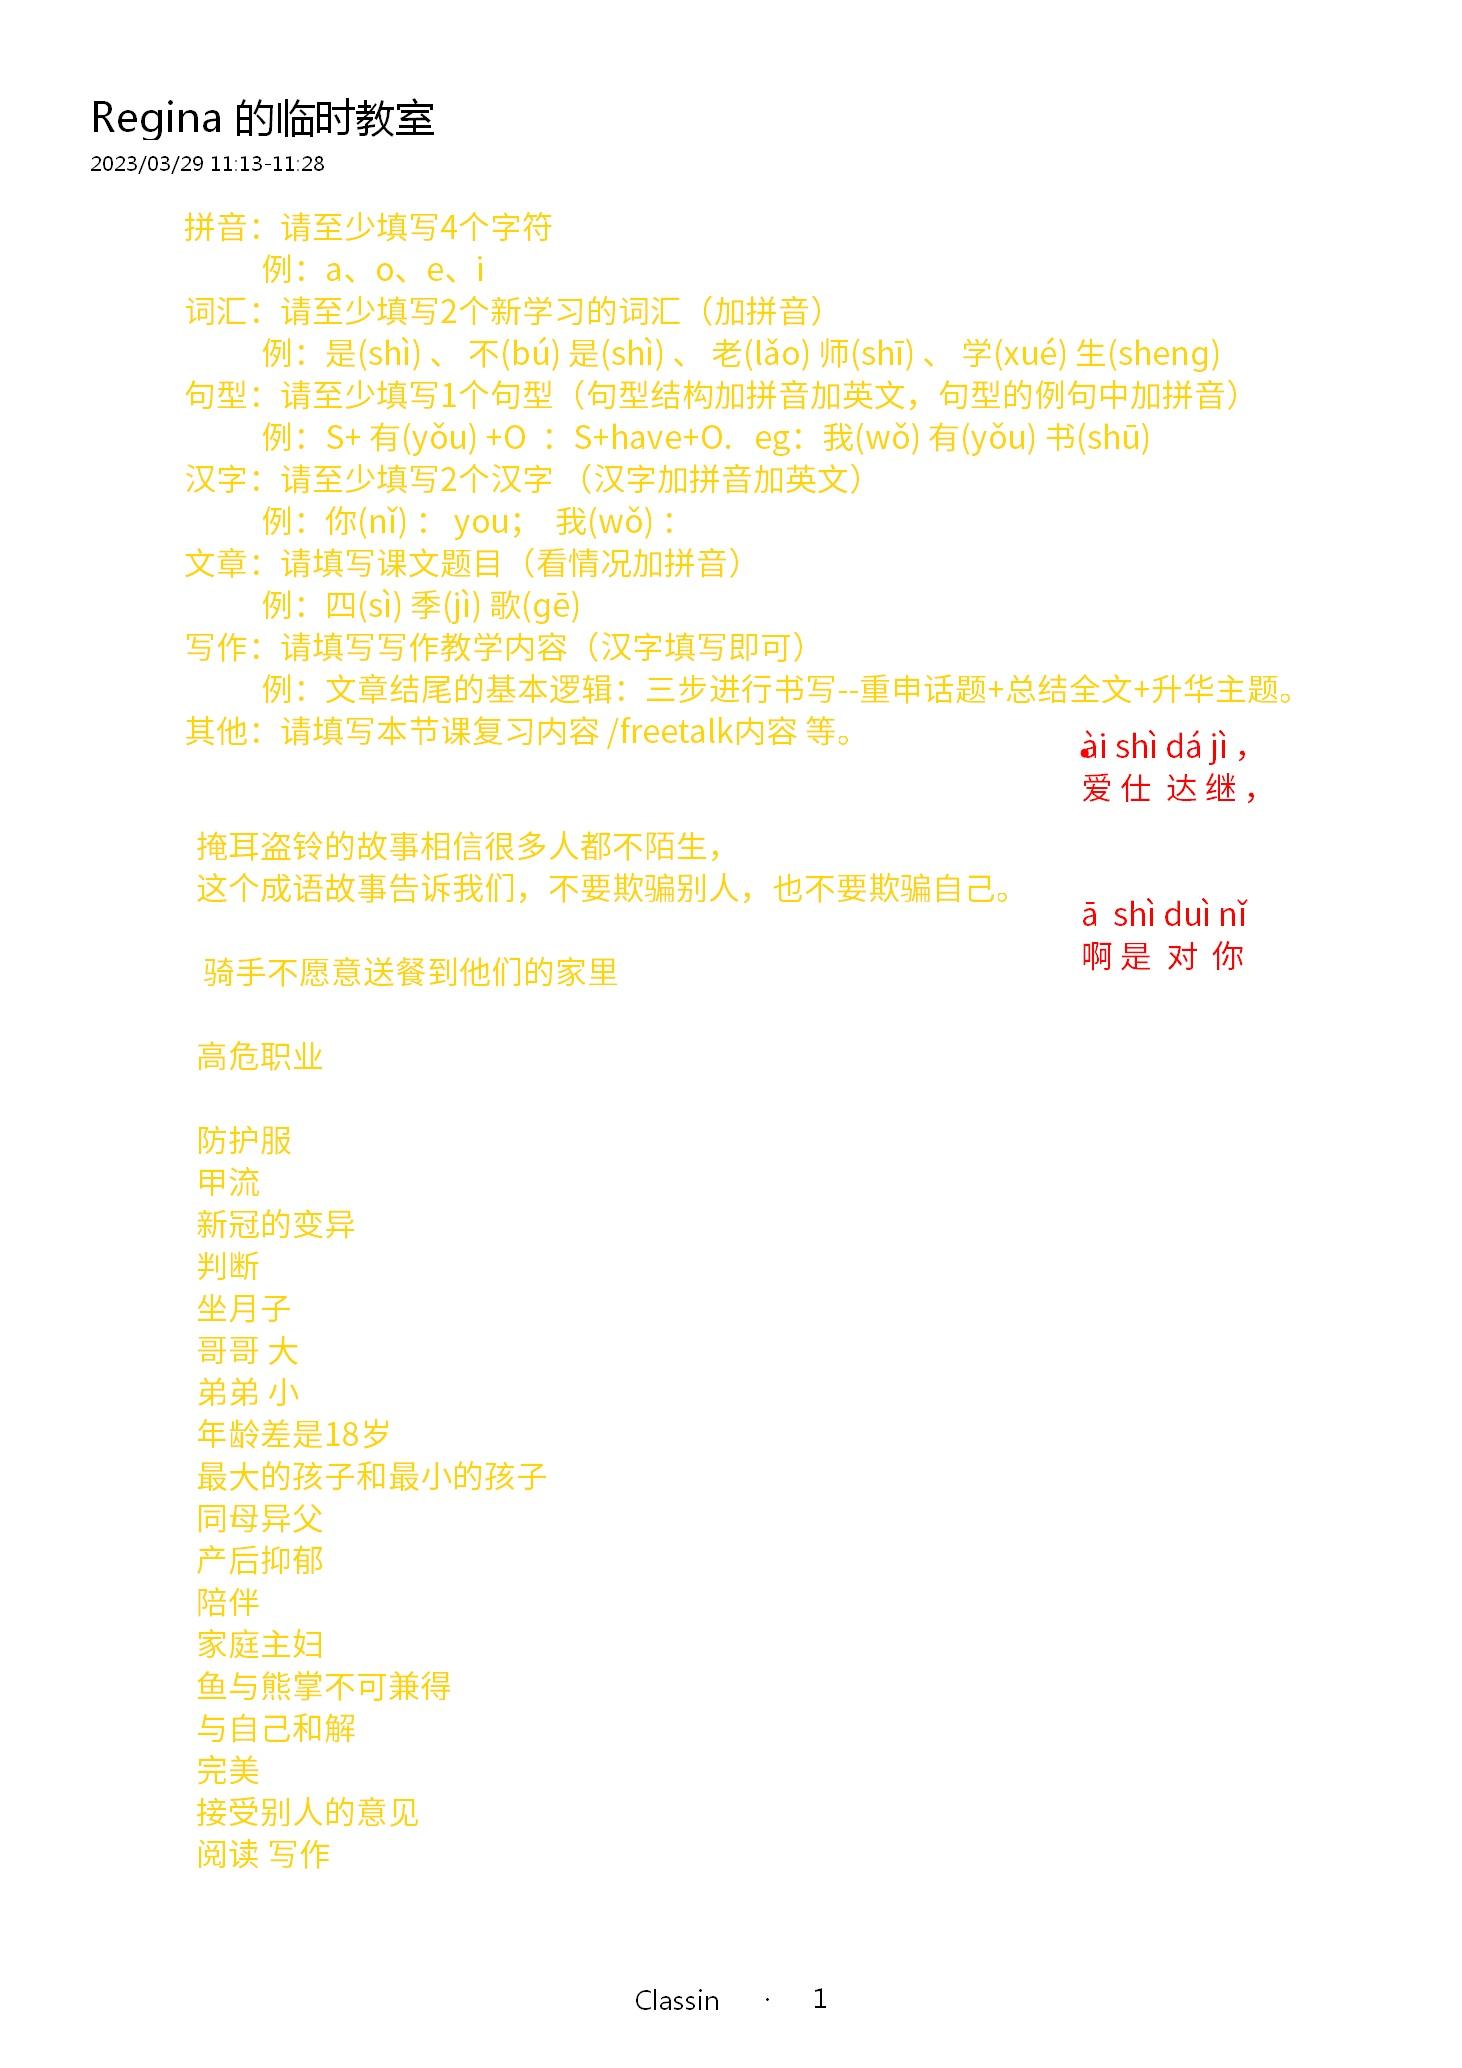 Regina 的临时教室
2023/03/29 11:13-11:28
拼音：请至少填写4个字符
例：a、o、e、i
词汇：请至少填写2个新学习的词汇（加拼音）
例：是(shì) 、 不(bú) 是(shì) 、 老(lǎo) 师(shī) 、 学(xué) 生(sheng)
句型：请至少填写1个句型（句型结构加拼音加英文，句型的例句中加拼音）
例：S+ 有(yǒu) +O ：S+have+O. eg：我(wǒ) 有(yǒu) 书(shū)
汉字：请至少填写2个汉字 （汉字加拼音加英文）
例：你(nǐ) ： you； 我(wǒ) ：
文章：请填写课文题目（看情况加拼音）
例：四(sì) 季(jì) 歌(gē)
写作：请填写写作教学内容（汉字填写即可）
例：文章结尾的基本逻辑：三步进行书写--重申话题+总结全文+升华主题。
其他：请填写本节课复习内容 /freetalk内容 等。
ài shì dá jì ，
爱 仕 达 继 ，
掩耳盗铃的故事相信很多人都不陌生，
这个成语故事告诉我们，不要欺骗别人，也不要欺骗自己。
ā shì duì nǐ
啊 是 对 你
骑手不愿意送餐到他们的家里
高危职业
防护服
甲流
新冠的变异
判断
坐月子
哥哥 大
弟弟 小
年龄差是18岁
最大的孩子和最小的孩子
同母异父
产后抑郁
陪伴
家庭主妇
鱼与熊掌不可兼得
与自己和解
完美
接受别人的意见
阅读 写作
Classin · 1